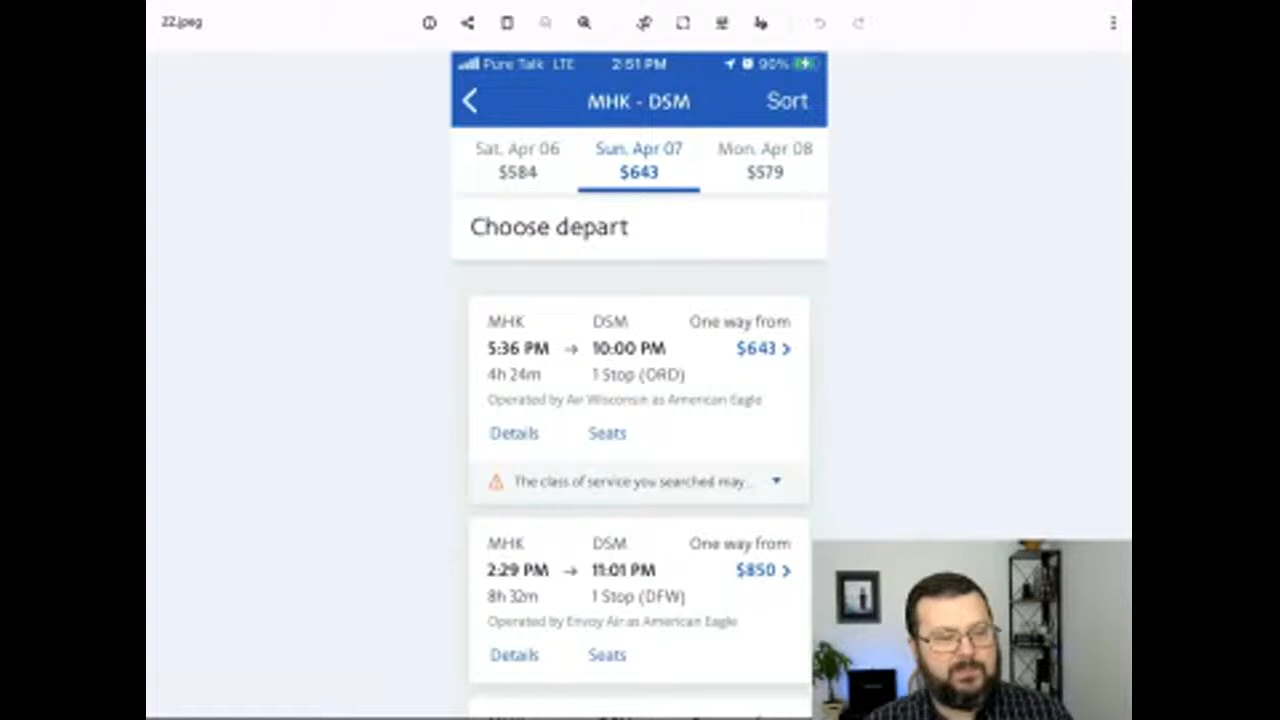 22.jpeg
Pure Talk LTE 2:51 PM 90%
MHK - DSM Sort
Sat. Apr 06 Sun. Apr 07 Mon. Apr 08
$584 $643 $579
Choose depart
MHK DSM One way from
5:36 PM → 10:00 PM $643 >
4h 24m 1 Stop (ORD)
Operated by Air Wisconsin as American Eagle
Details Seats
The class of service you searched may...
MHK DSM One way from
2:29 PM → 11:01 PM $850 >
8h 32m 1 Stop (DFW)
Operated by Envoy Air as American Eagle
Details Seats